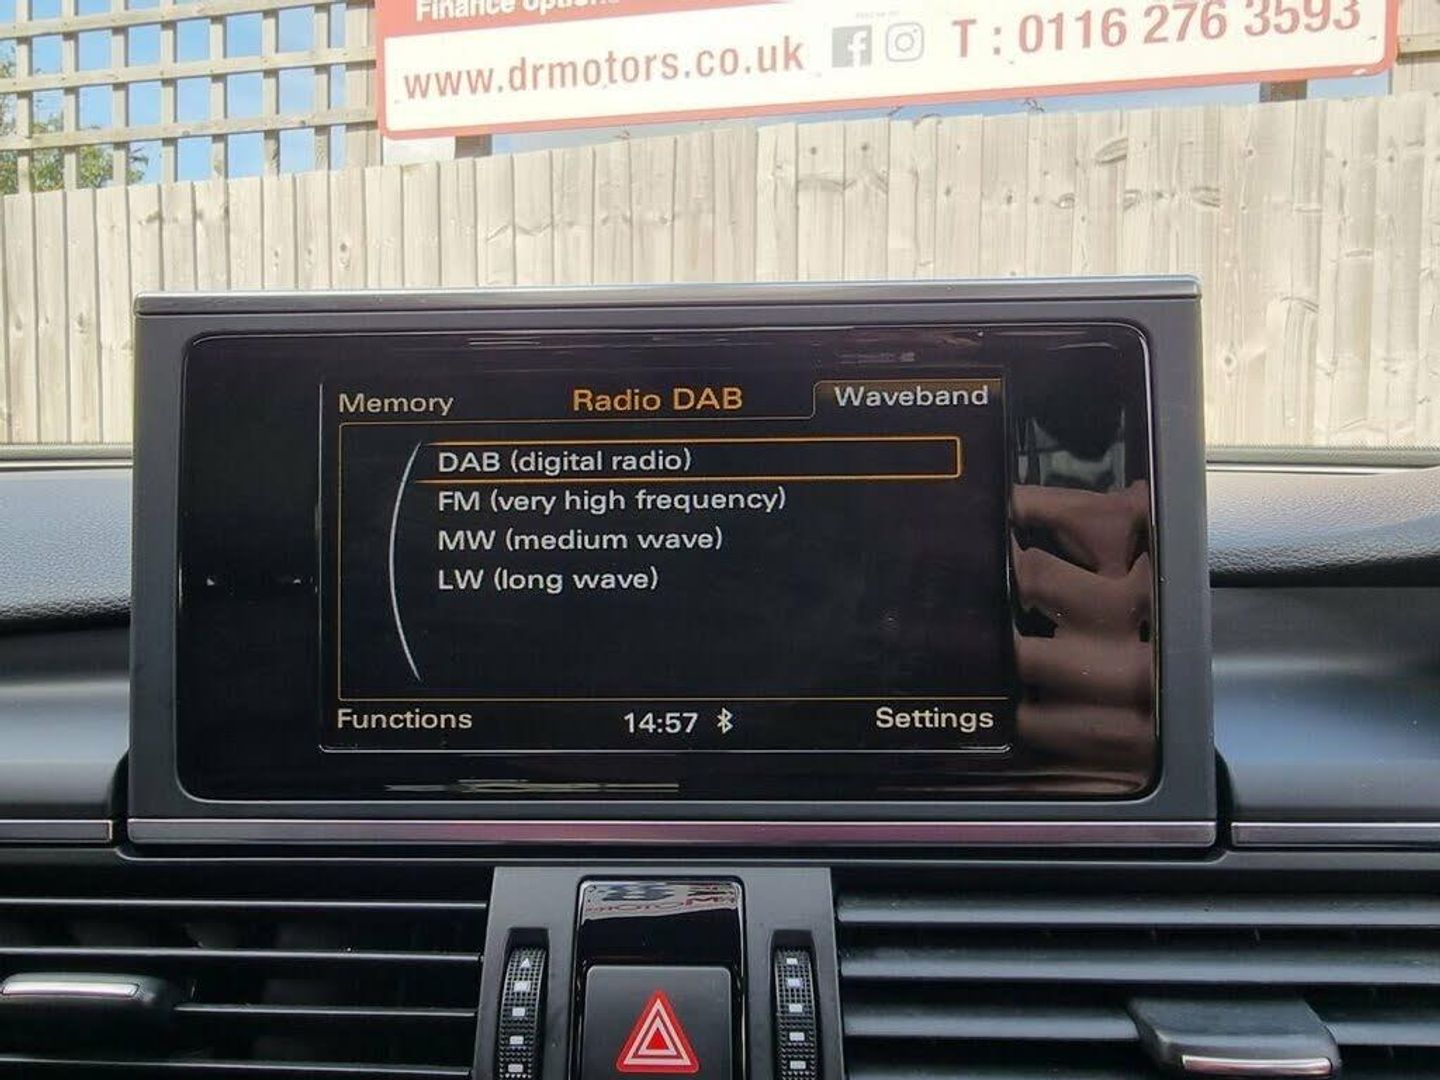 Finance options
www.drmotors.co.uk T : 0116 276 3593
Memory Radio DAB Waveband
DAB (digital radio)
FM (very high frequency)
MW (medium wave)
LW (long wave)
Functions 14:57 Settings